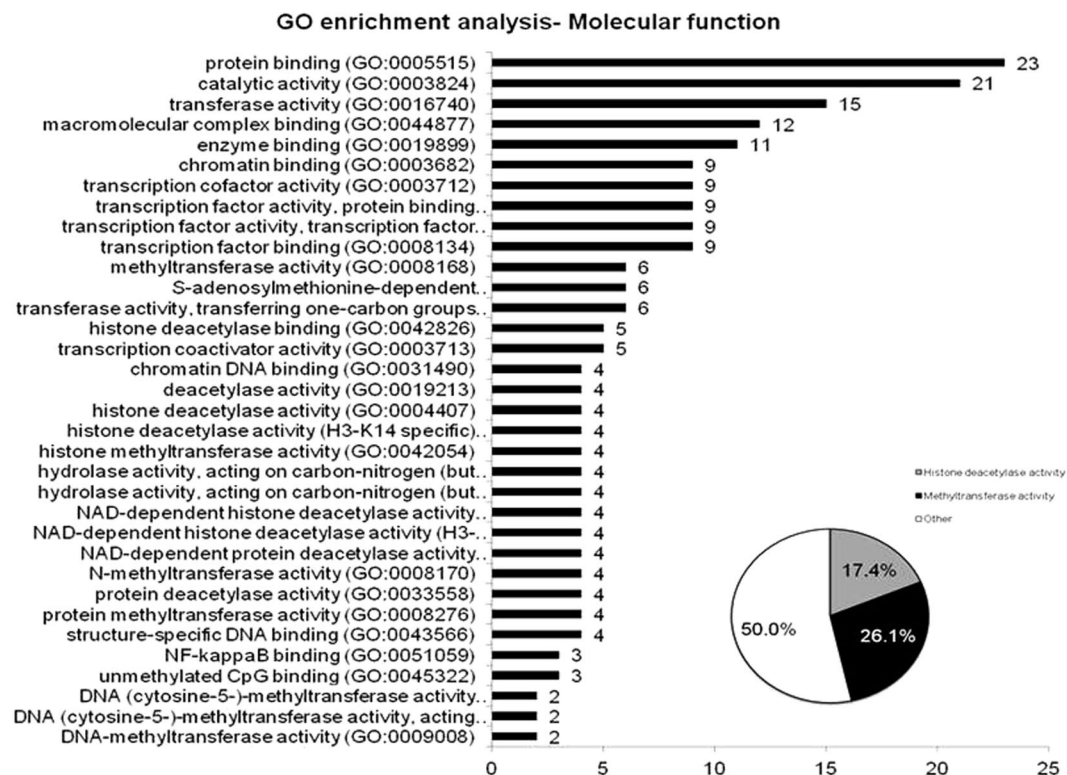 GO enrichment analysis- Molecular function
protein binding (GO:0005515) 23
catalytic activity (GO:0003824) 21
transferase activity (GO:0016740) 15
macromolecular complex binding (GO:0044877) 12
enzyme binding (GO:0019899) 11
chromatin binding (GO:0003682) 9
transcription cofactor activity (GO:0003712) 9
transcription factor activity, protein binding.. 9
transcription factor activity, transcription factor.. 9
transcription factor binding (GO:0008134) 9
methyltransferase activity (GO:0008168) 6
S-adenosylmethionine-dependent.. 6
transferase activity, transferring one-carbon groups.. 6
histone deacetylase binding (GO:0042826) 5
transcription coactivator activity (GO:0003713) 5
chromatin DNA binding (GO:0031490) 4
deacetylase activity (GO:0019213) 4
histone deacetylase activity (GO:0004407) 4
histone deacetylase activity (H3-K14 specific).. 4
histone methyltransferase activity (GO:0042054) 4
hydrolase activity, acting on carbon-nitrogen (but.. 4
hydrolase activity, acting on carbon-nitrogen (but.. 4
NAD-dependent histone deacetylase activity.. 4
NAD-dependent histone deacetylase activity (H3-.. 4
NAD-dependent protein deacetylase activity.. 4
N-methyltransferase activity (GO:0008170) 4
protein deacetylase activity (GO:0033558) 4
protein methyltransferase activity (GO:0008276) 4
structure-specific DNA binding (GO:0043566) 4
NF-kappaB binding (GO:0051059) 3
unmethylated CpG binding (GO:0045322) 3
DNA (cytosine-5-)-methyltransferase activity.. 2
DNA (cytosine-5-)-methyltransferase activity, acting.. 2
DNA-methyltransferase activity (GO:0009008) 2
0 5 10 15 20 25
Histone deacetylase activity
Methyltransferase activity
Other
17.4%
50.0%
26.1%